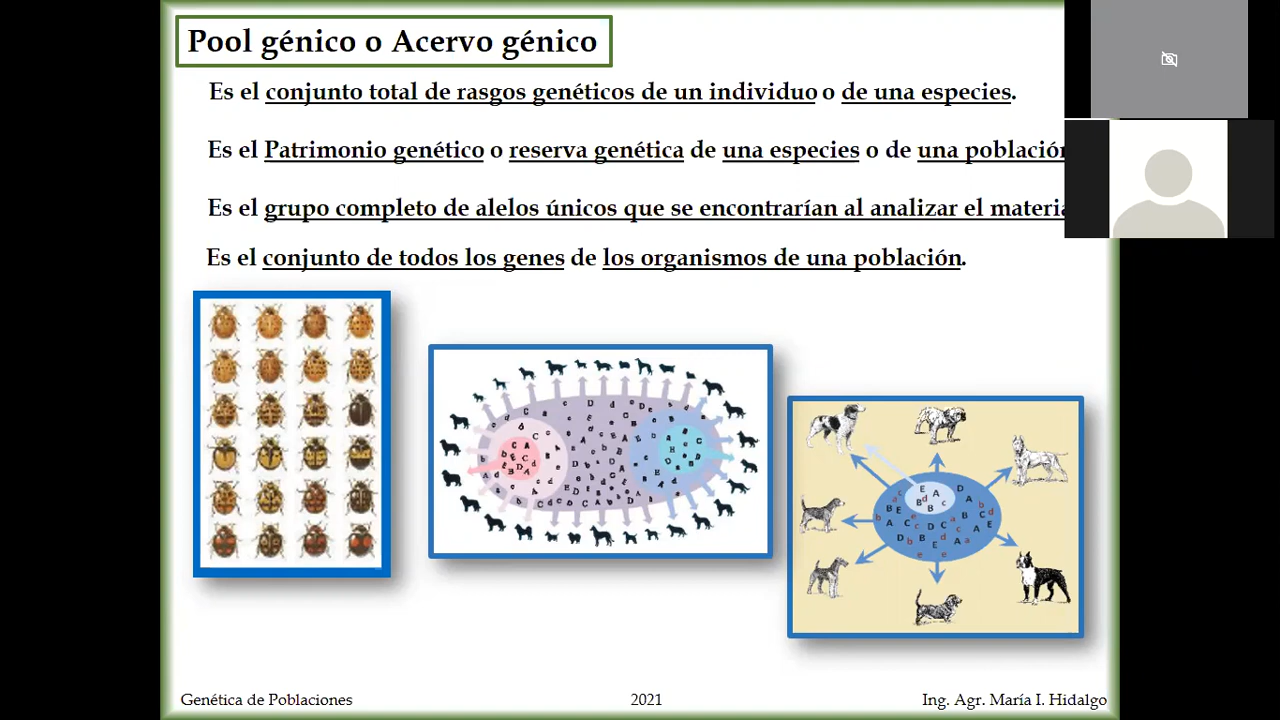 Pool génico o Acervo génico
Es el conjunto total de rasgos genéticos de un individuo o de una especies.
Es el Patrimonio genético o reserva genética de una especies o de una población
Es el grupo completo de alelos únicos que se encontrarían al analizar el materia
Es el conjunto de todos los genes de los organismos de una población.
Genética de Poblaciones
2021
Ing. Agr. María I. Hidalgo